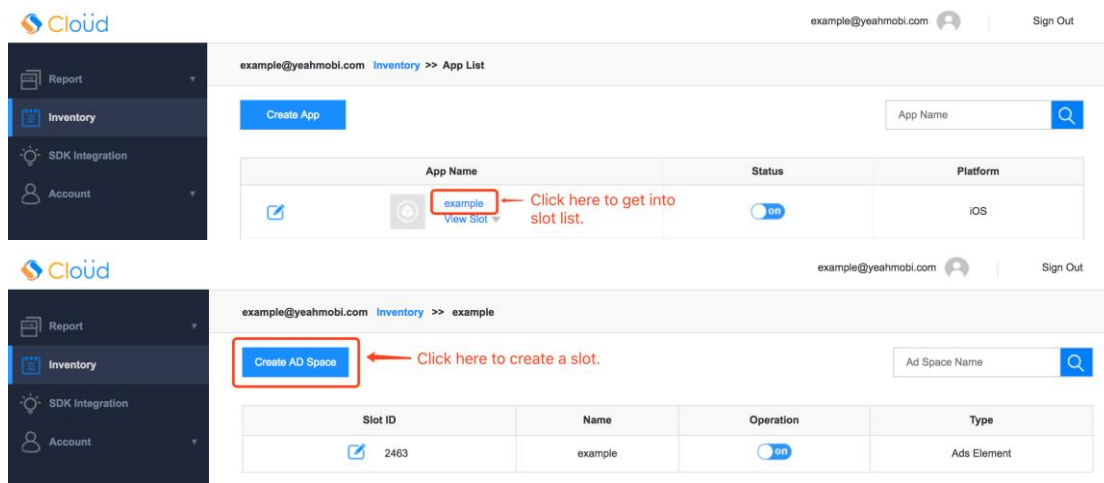 Cloud
example@yeahmobi.com
Sign Out
Report
Inventory
SDK Integration
Account
example@yeahmobi.com Inventory >> App List
Create App
App Name
App Name Status Platform
example
View Slot
Click here to get into
slot list.
on
iOS
Cloud
example@yeahmobi.com
Sign Out
Report
Inventory
SDK Integration
Account
example@yeahmobi.com Inventory >> example
Create AD Space
Click here to create a slot.
Ad Space Name
Slot ID Name Operation Type
2463 example on Ads Element